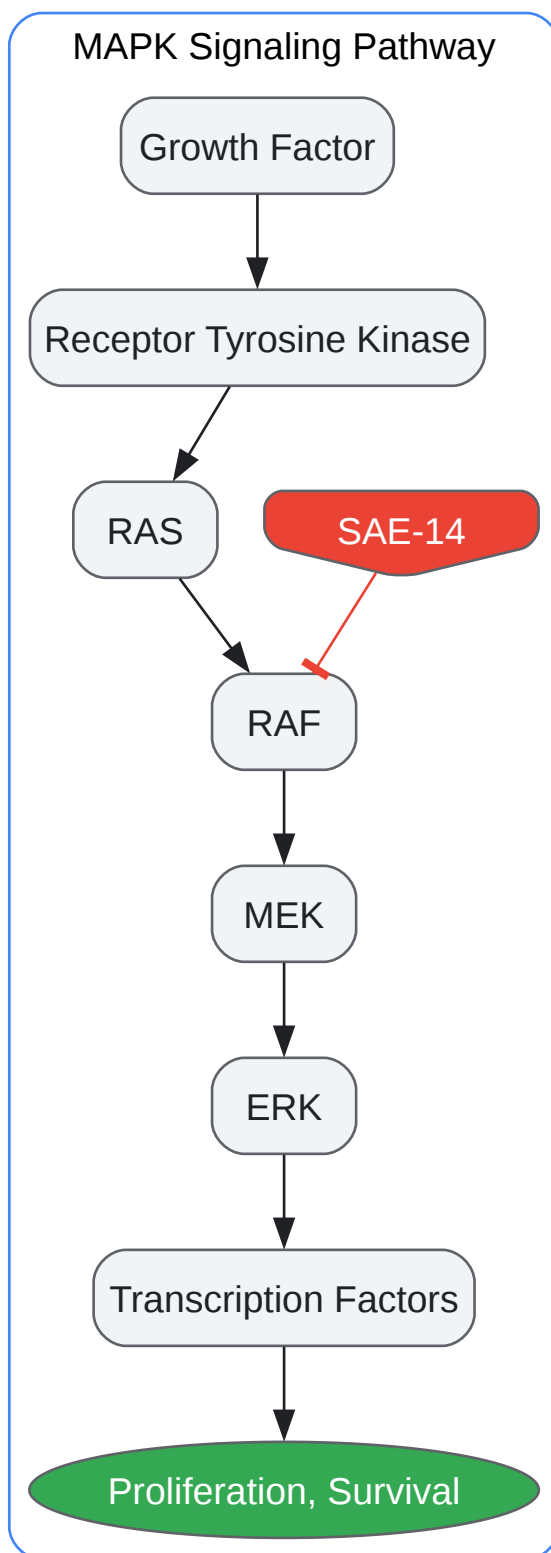 MAPK Signaling Pathway
Growth Factor
Receptor Tyrosine Kinase
RAS
SAE-14
RAF
MEK
ERK
Transcription Factors
Proliferation, Survival